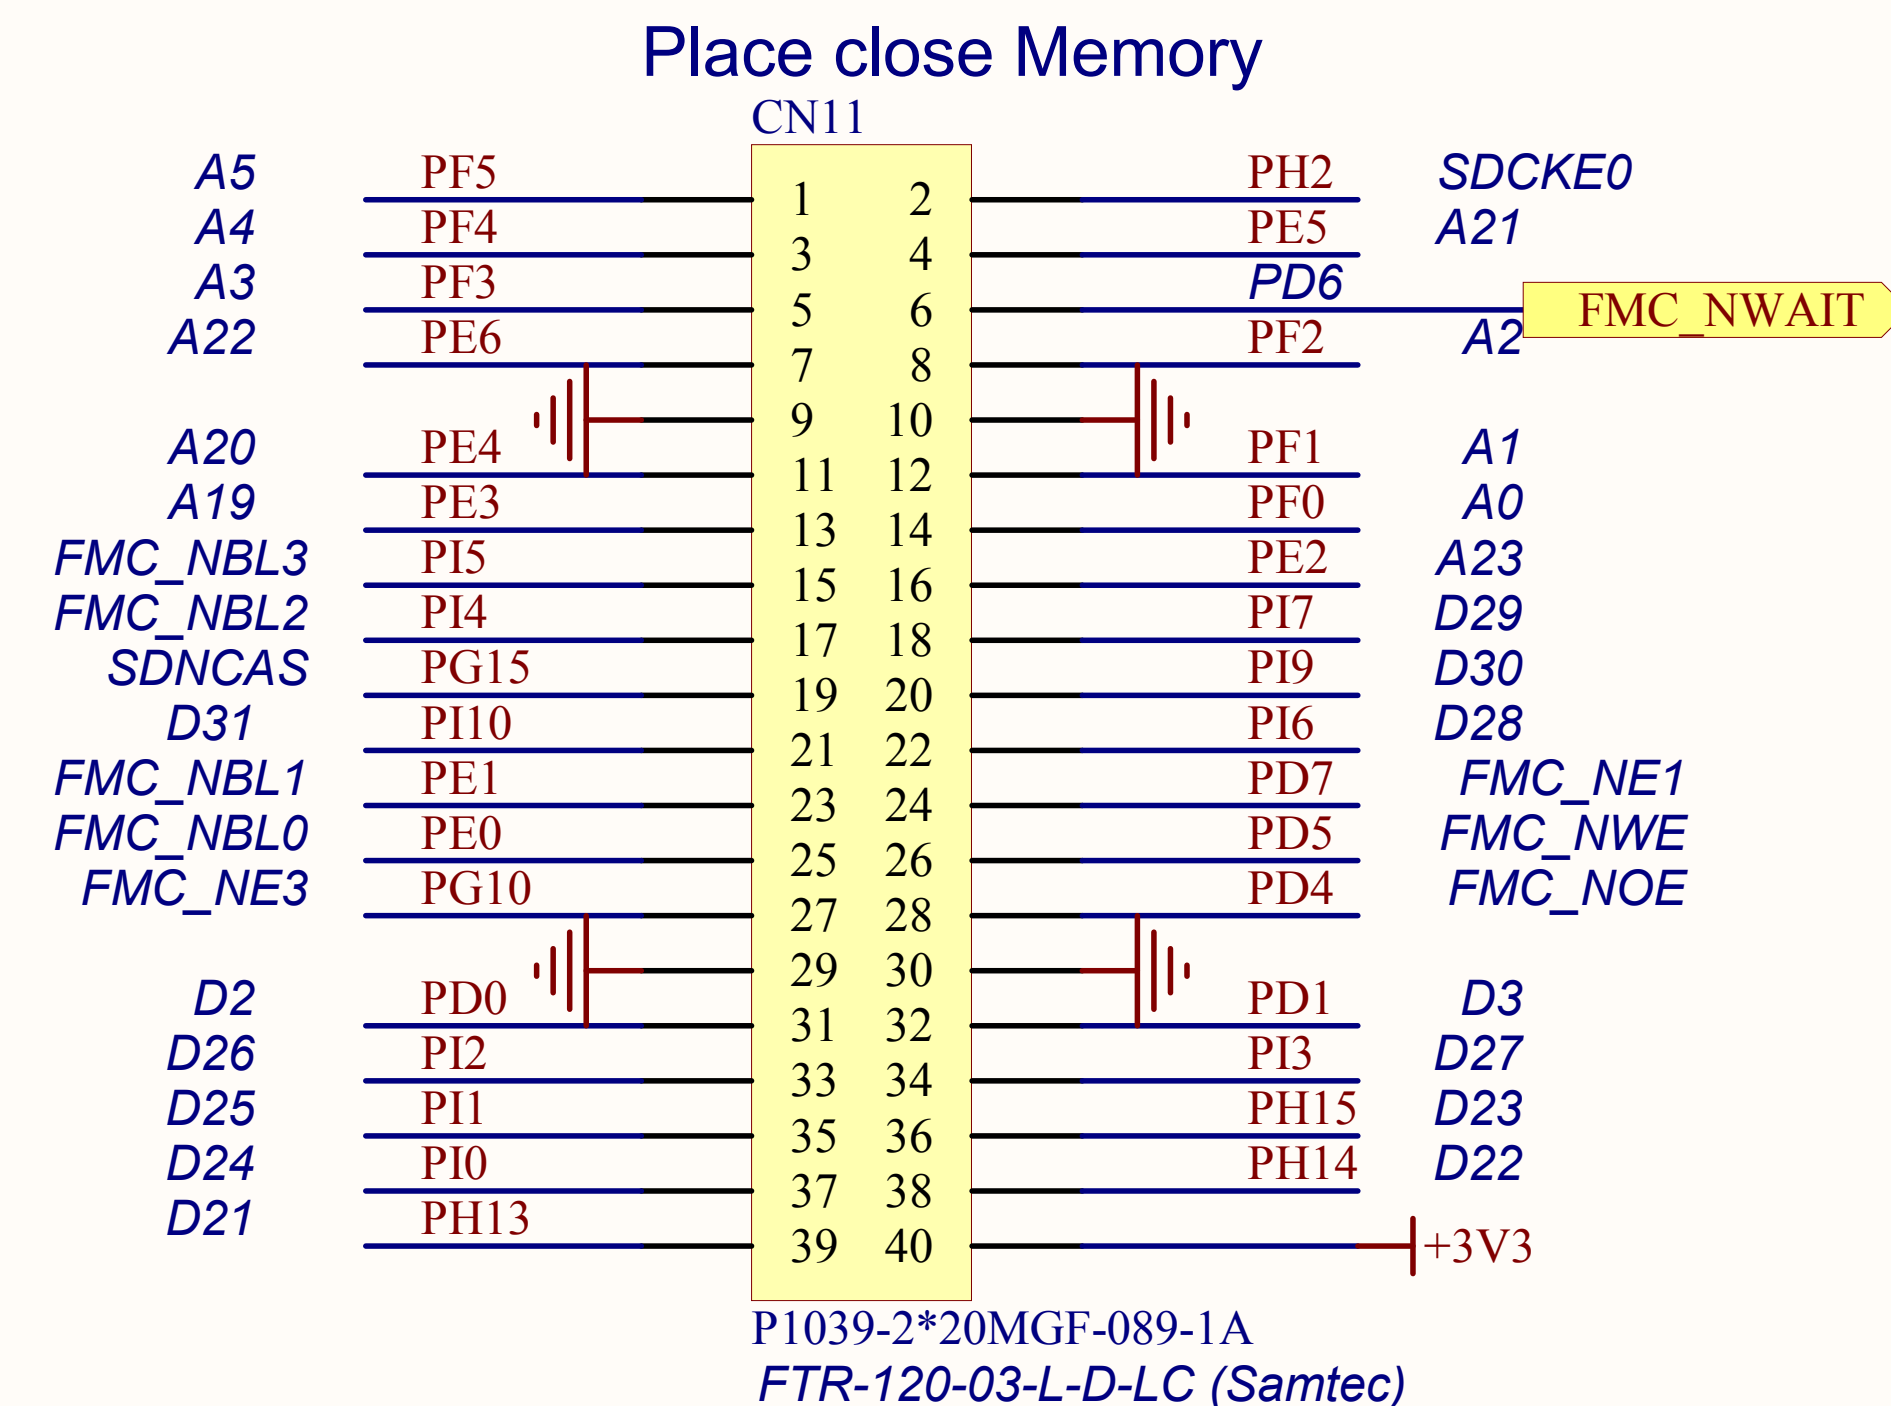 Place close Memory
CN11
A5 PF5 1 2 PH2 SDCKE0
A4 PF4 3 4 PE5 A21
A3 PF3 5 6 PD6 FMC_NWAIT
A22 PE6 7 8 PF2 A2
9 10
A20 PE4 11 12 PF1 A1
A19 PE3 13 14 PF0 A0
FMC_NBL3 PI5 15 16 PE2 A23
FMC_NBL2 PI4 17 18 PI7 D29
SDNCAS PG15 19 20 PI9 D30
D31 PI10 21 22 PI6 D28
FMC_NBL1 PE1 23 24 PD7 FMC_NE1
FMC_NBL0 PE0 25 26 PD5 FMC_NWE
FMC_NE3 PG10 27 28 PD4 FMC_NOE
29 30
D2 PD0 31 32 PD1 D3
D26 PI2 33 34 PI3 D27
D25 PI1 35 36 PH15 D23
D24 PI0 37 38 PH14 D22
D21 PH13 39 40 +3V3
P1039-2*20MGF-089-1A
FTR-120-03-L-D-LC (Samtec)